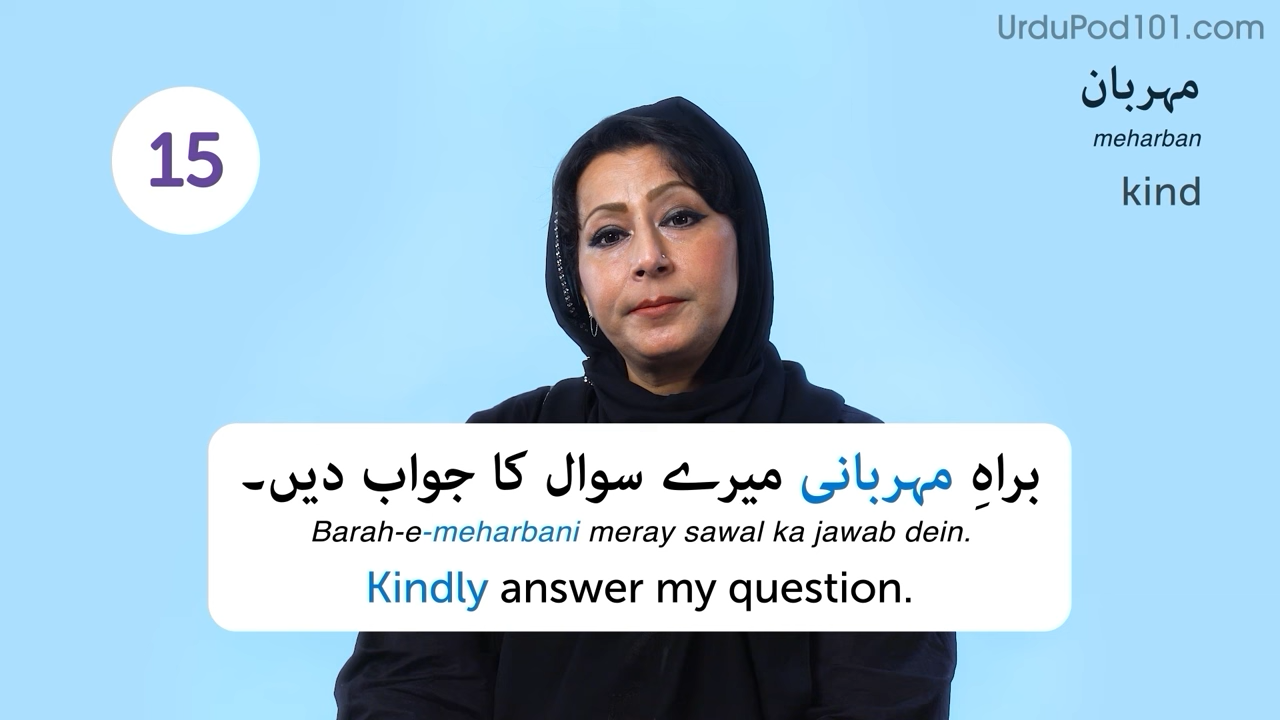 UrduPod101.com
15
مہربان
meharban
kind
براہِ مہربانی میرے سوال کا جواب دیں۔
Barah-e-meharbani meray sawal ka jawab dein.
Kindly answer my question.